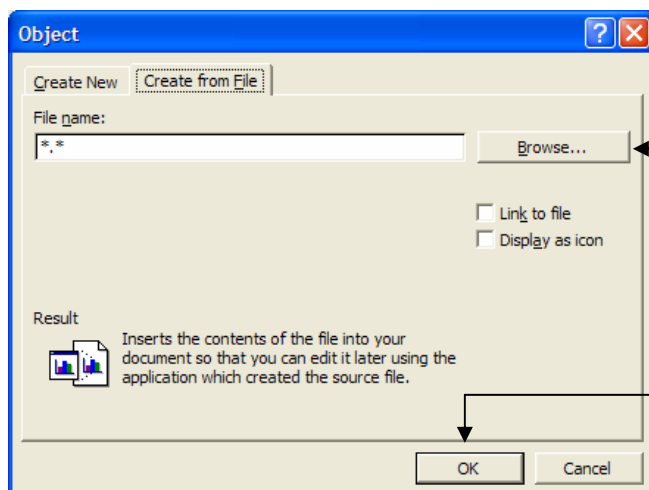 Object
Create New Create from File
File name:
*.*
Browse...
Link to file
Display as icon
Result
Inserts the contents of the file into your
document so that you can edit it later using the
application which created the source file.
OK Cancel